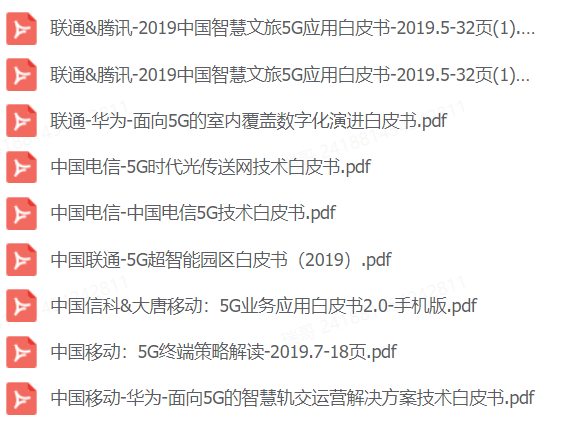 联通&腾讯-2019中国智慧文旅5G应用白皮书-2019.5-32页(1)....
联通&腾讯-2019中国智慧文旅5G应用白皮书-2019.5-32页(1)...
联通-华为-面向5G的室内覆盖数字化演进白皮书.pdf
中国电信-5G时代光传送网技术白皮书.pdf
中国电信-中国电信5G技术白皮书.pdf
中国联通-5G超智能园区白皮书（2019）.pdf
中国信科&大唐移动：5G业务应用白皮书2.0-手机版.pdf
中国移动：5G终端策略解读-2019.7-18页.pdf
中国移动-华为-面向5G的智慧轨交运营解决方案技术白皮书.pdf